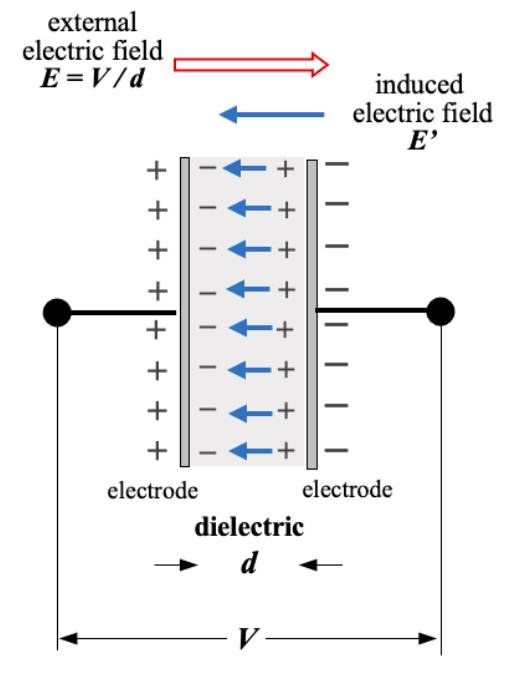 external
electric field
E = V / d
induced
electric field
E’
+ − + −
+ − + −
+ − + −
+ − + −
+ − + −
+ − + −
+ − + −
+ − + −
electrode
electrode
dielectric
d
V